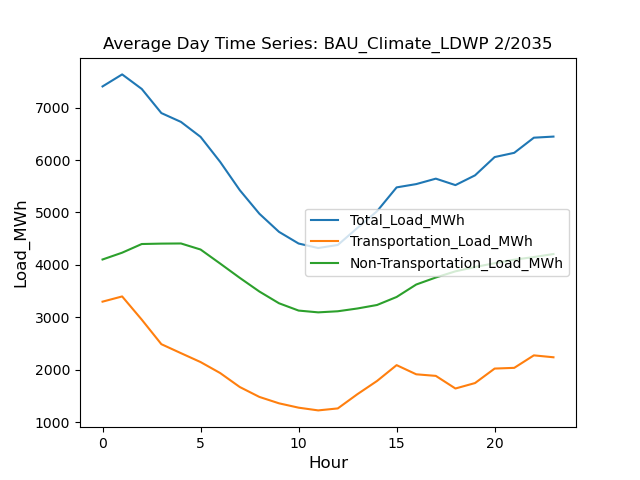 Average Day Time Series: BAU_Climate_LDWP 2/2035
Load_MWh
7000
6000
5000
4000
3000
2000
1000
Total_Load_MWh
Transportation_Load_MWh
Non-Transportation_Load_MWh
0 5 10 15 20
Hour